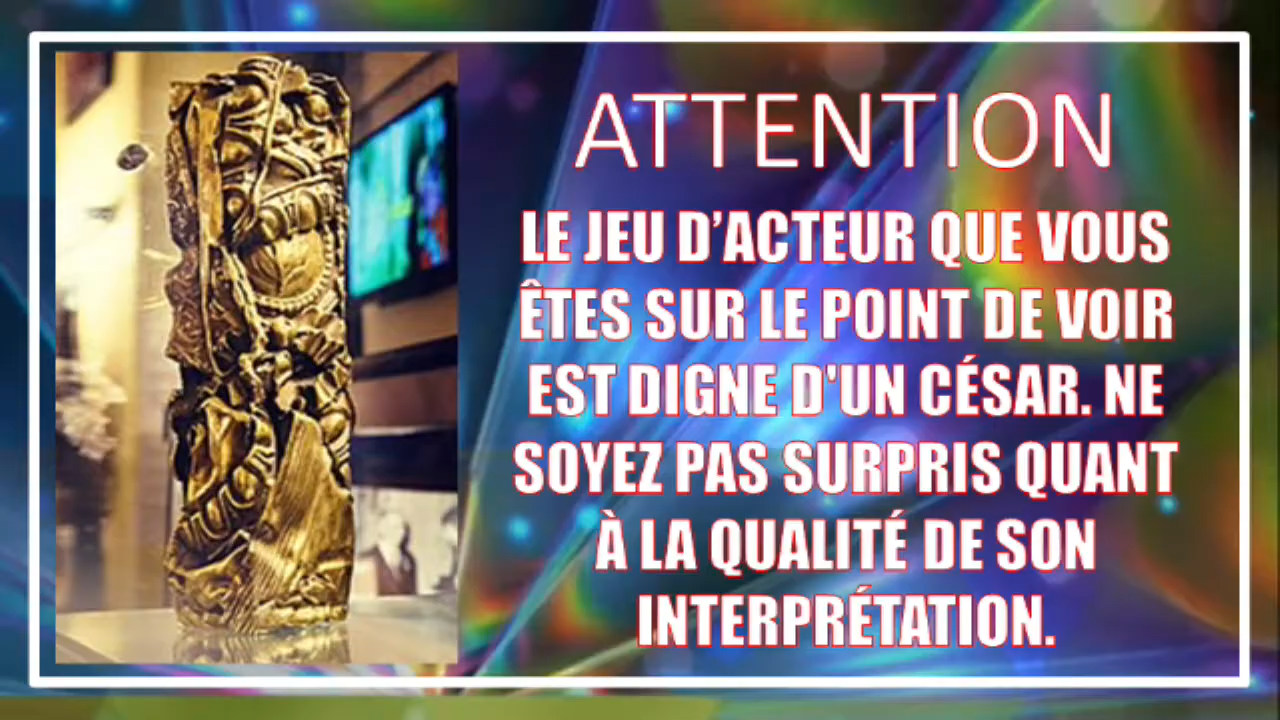 ATTENTION
LE JEU D’ACTEUR QUE VOUS
ÊTES SUR LE POINT DE VOIR
EST DIGNE D'UN CÉSAR. NE
SOYEZ PAS SURPRIS QUANT
À LA QUALITÉ DE SON
INTERPRÉTATION.